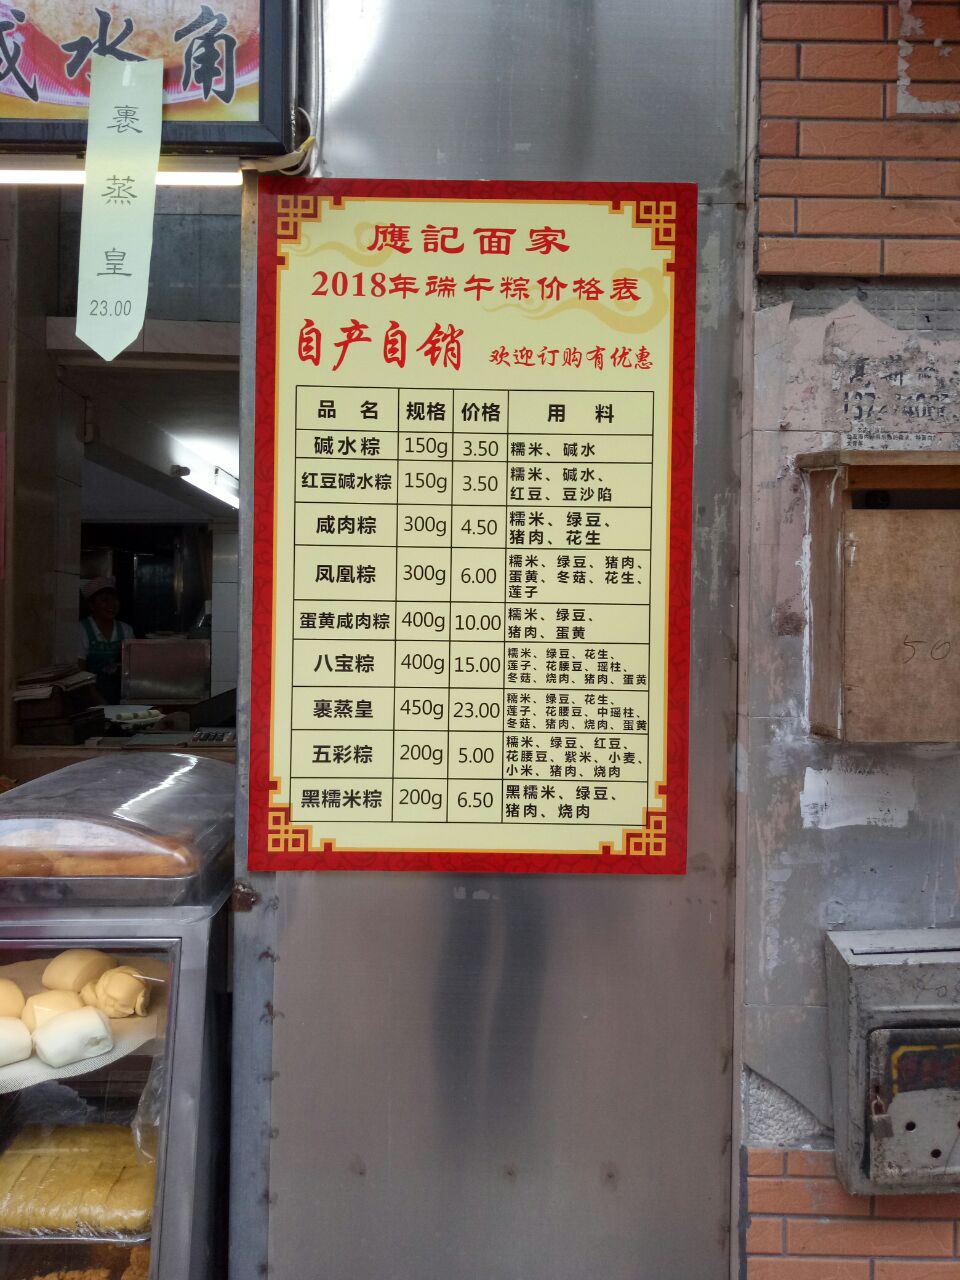 水角
裹
蒸
皇
23.00
應記面家
2018年端午粽价格表
自产自销 欢迎订购有优惠
品 名 规格 价格 用 料
碱水粽 150g 3.50 糯米、碱水
红豆碱水粽 150g 3.50 糯米、碱水、
红豆、豆沙陷
咸肉粽 300g 4.50 糯米、绿豆、
猪肉、花生
凤凰粽 300g 6.00 糯米、绿豆、猪肉、
蛋黄、冬菇、花生、
莲子
蛋黄咸肉粽 400g 10.00 糯米、绿豆、
猪肉、蛋黄
八宝粽 400g 15.00 糯米、绿豆、花生、
莲子、花腰豆、瑶柱、
冬菇、烧肉、猪肉、蛋黄
裹蒸皇 450g 23.00 糯米、绿豆、花生、
莲子、花腰豆、中瑶柱、
冬菇、猪肉、烧肉、蛋黄
五彩粽 200g 5.00 糯米、绿豆、红豆、
花腰豆、紫米、小麦、
小米、猪肉、烧肉
黑糯米粽 200g 6.50 黑糯米、绿豆、
猪肉、烧肉
50